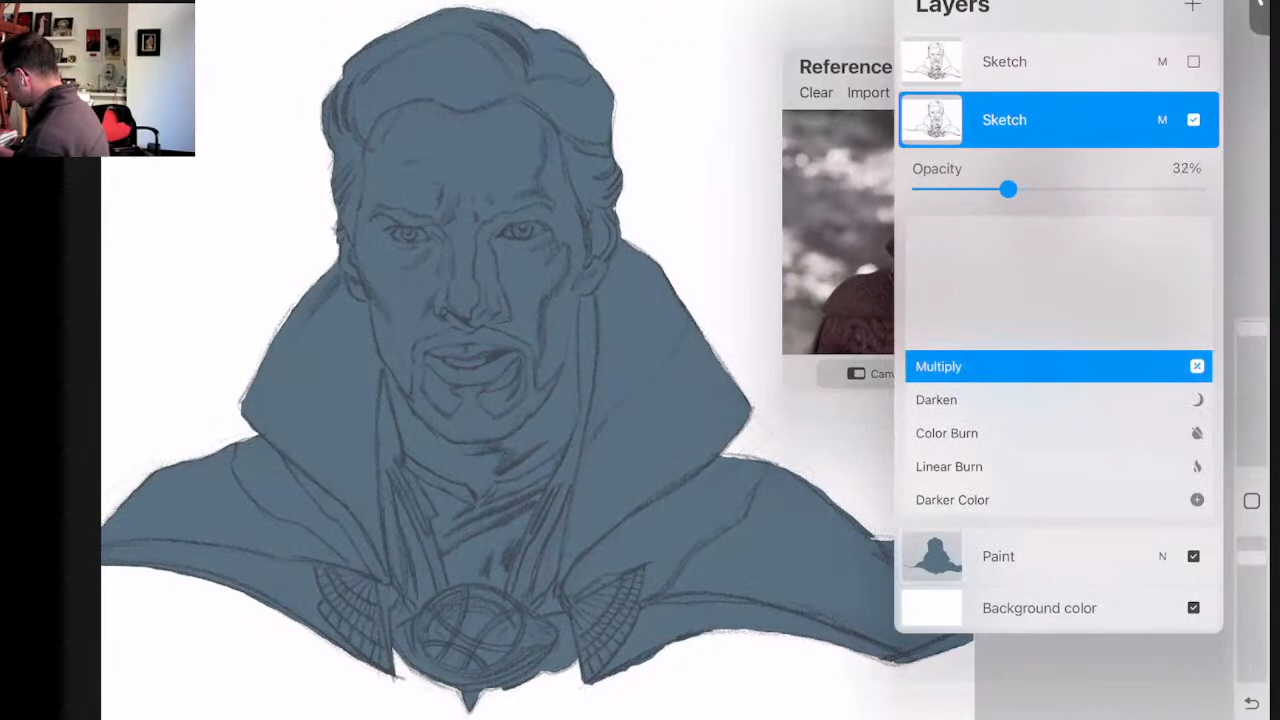 Layers
Sketch M
Sketch M
Opacity 32%
Multiply
Darken
Color Burn
Linear Burn
Darker Color
Paint N
Background color
Reference
Clear Import